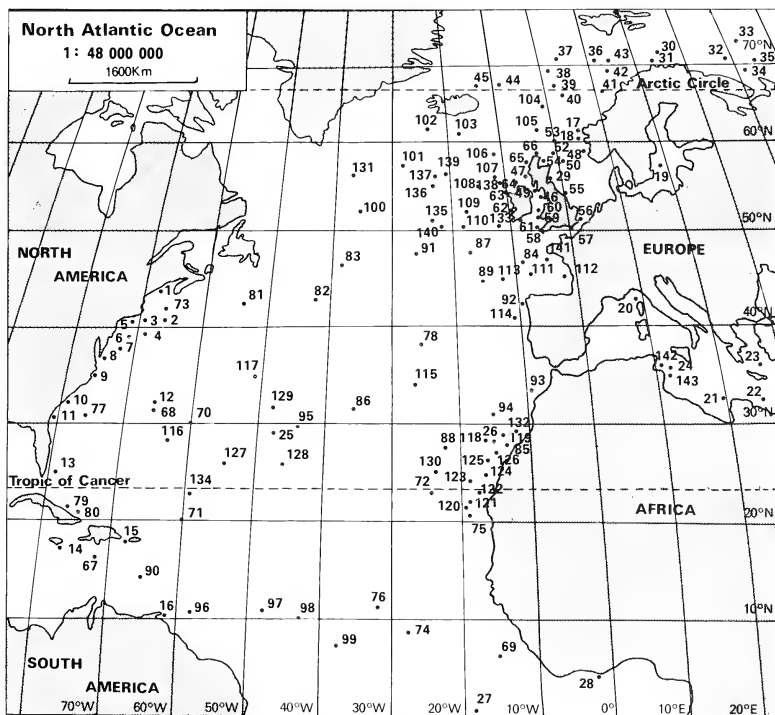 North Atlantic Ocean
1: 48 000 000
1600Km
33
70°N
37 36 43 30 31 32 35
38 42 34
45 44 39 41 Arctic Circle
104 40
102 103 105 53 17 60°N
18
66 52
106 65 54 48
101 139 47 50
131 107 29 19
137 108 138 64 49 46 55
136 63
100 135 109 62 60 56
133 59 50°N
140 110 61
58 57
NORTH 91 87 141 EUROPE
AMERICA 83 84
89 113 111 112
1 81 82 92 20
73 114
5 3 2 40°N
6 4
7 78
8 142 24 23
117 115 143
9 93
12 129 21 22
10 86
77 68 70 95 94
11 132
116 25 26 119
88 118 85
127 128 125 126
13 130 124
Tropic of Cancer 134 72 123 122
79 120 121 AFRICA
80 71 75 20°N
15
14
67
90
76
16 96 97 98 10°N
74
99 69
SOUTH
28
AMERICA
70°W 60°W 50°W 40°W 30°W 27 20°W 10°W 0° 10°E 20°E